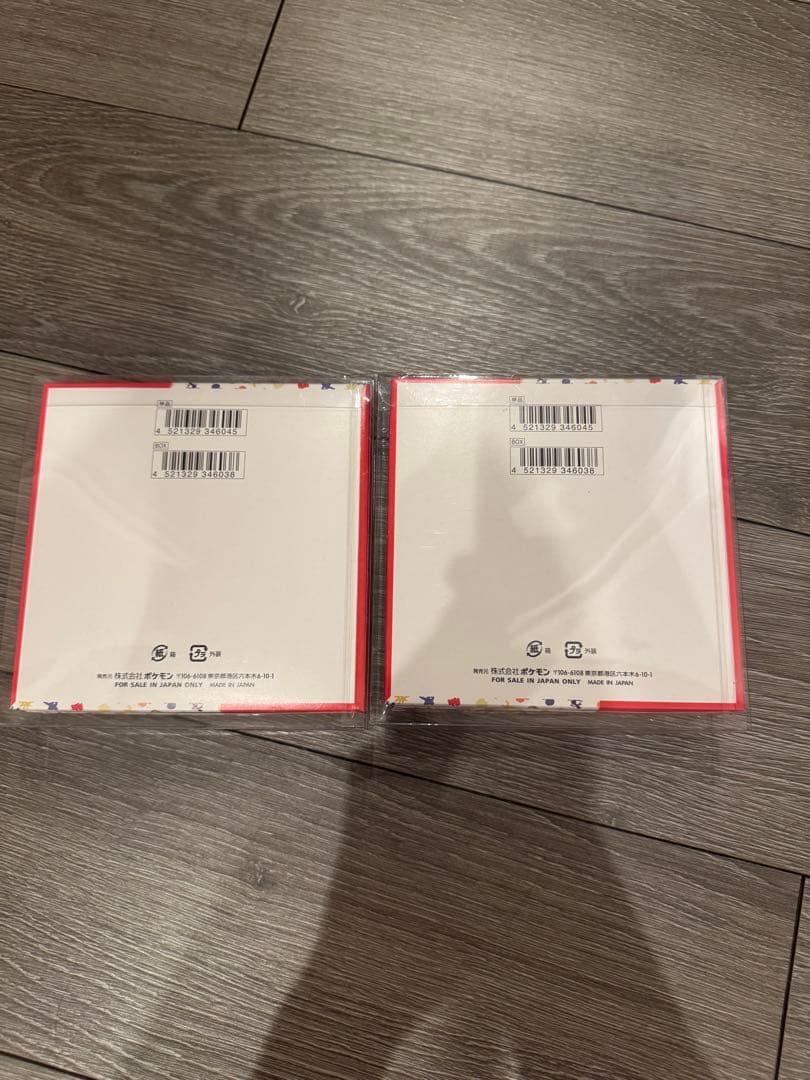 単品
4 521329 346045
BOX
4 521329 346038
紙 箱 プラ 外装
発売元 株式会社ポケモン 〒106-6108 東京都港区六本木6-10-1
FOR SALE IN JAPAN ONLY MADE IN JAPAN
単品
4 521329 346045
BOX
4 521329 346038
紙 箱 プラ 外装
発売元 株式会社ポケモン 〒106-6108 東京都港区六本木6-10-1
FOR SALE IN JAPAN ONLY MADE IN JAPAN